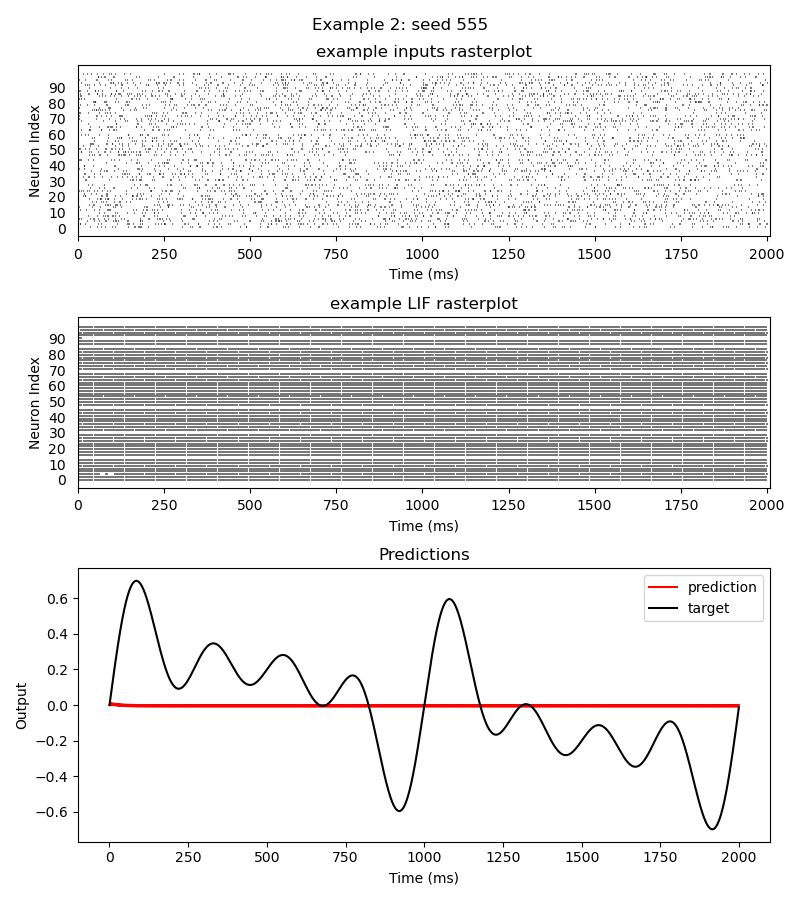 Example 2: seed 555
example inputs rasterplot
Neuron Index
90
80
70
60
50
40
30
20
10
0
0 250 500 750 1000 1250 1500 1750 2000
Time (ms)
example LIF rasterplot
Neuron Index
90
80
70
60
50
40
30
20
10
0
0 250 500 750 1000 1250 1500 1750 2000
Time (ms)
Predictions
Output
0.6
0.4
0.2
0.0
−0.2
−0.4
−0.6
prediction
target
0 250 500 750 1000 1250 1500 1750 2000
Time (ms)